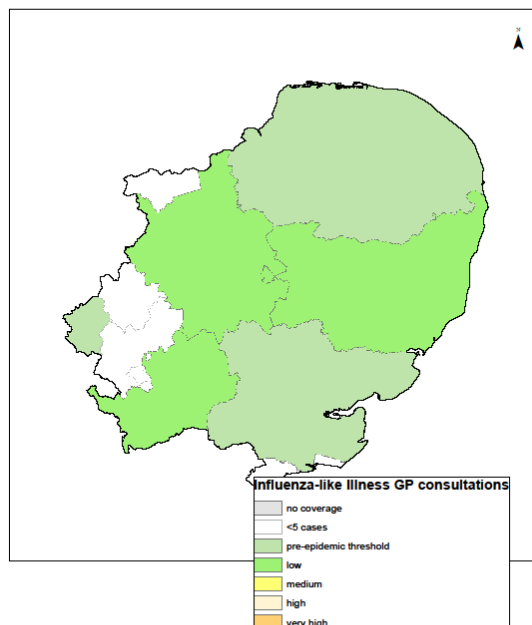 N
Influenza-like Illness GP consultations
no coverage
<5 cases
pre-epidemic threshold
low
medium
high
very high